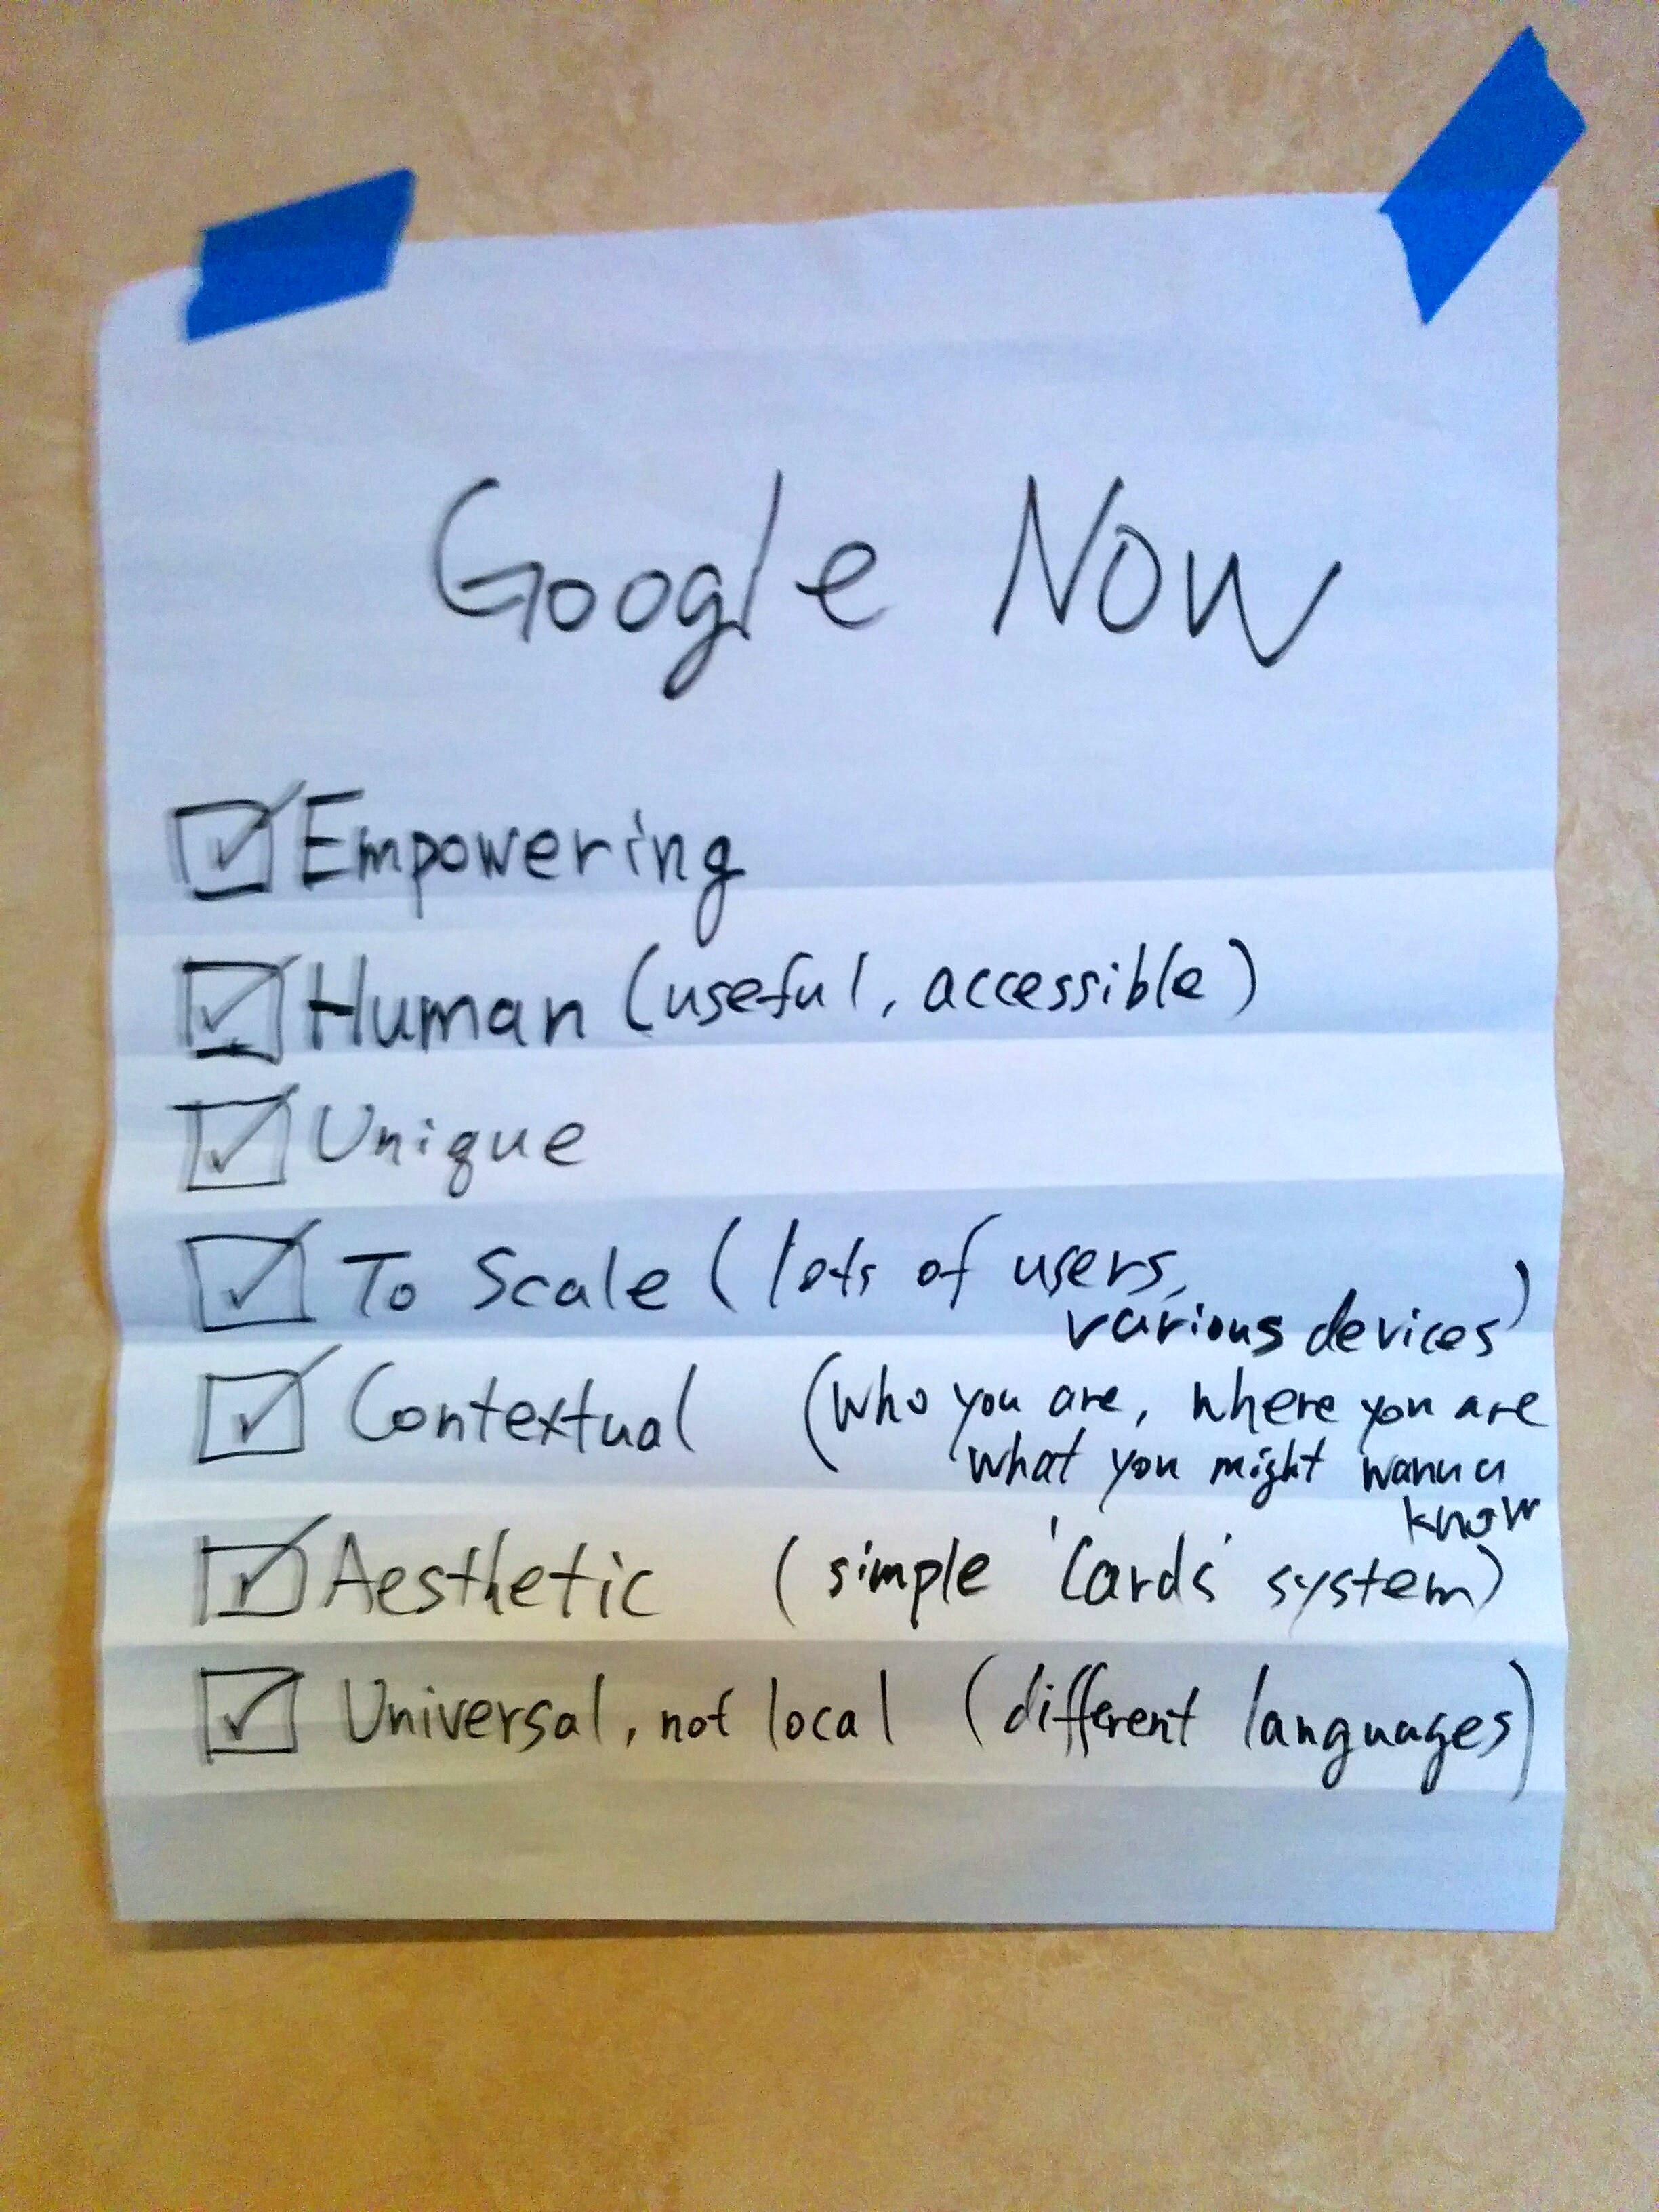 Google Now
☑ Empowering
☑ Human (useful, accessible)
☑ Unique
☑ To Scale (lots of users,
various devices)
☑ Contextual (who you are, where you are
what you might wanna
know
☑ Aesthetic (simple 'Cards' system)
☑ Universal, not local (different languages)